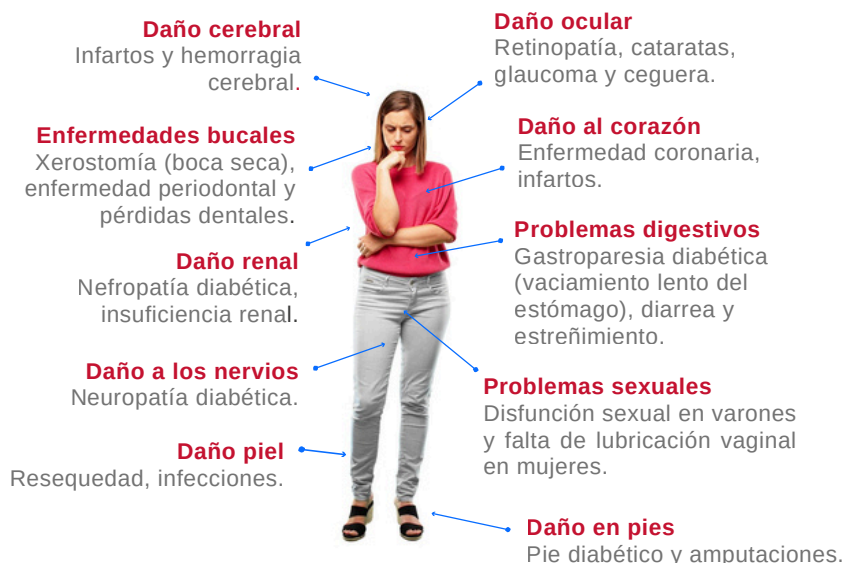 Daño cerebral
Infartos y hemorragia
cerebral.
Enfermedades bucales
Xerostomía (boca seca),
enfermedad periodontal y
pérdidas dentales.
Daño renal
Nefropatía diabética,
insuficiencia renal.
Daño a los nervios
Neuropatía diabética.
Daño piel
Resequedad, infecciones.
Daño ocular
Retinopatía, cataratas,
glaucoma y ceguera.
Daño al corazón
Enfermedad coronaria,
infartos.
Problemas digestivos
Gastroparesia diabética
(vaciamiento lento del
estómago), diarrea y
estreñimiento.
Problemas sexuales
Disfunción sexual en varones
y falta de lubricación vaginal
en mujeres.
Daño en pies
Pie diabético y amputaciones.